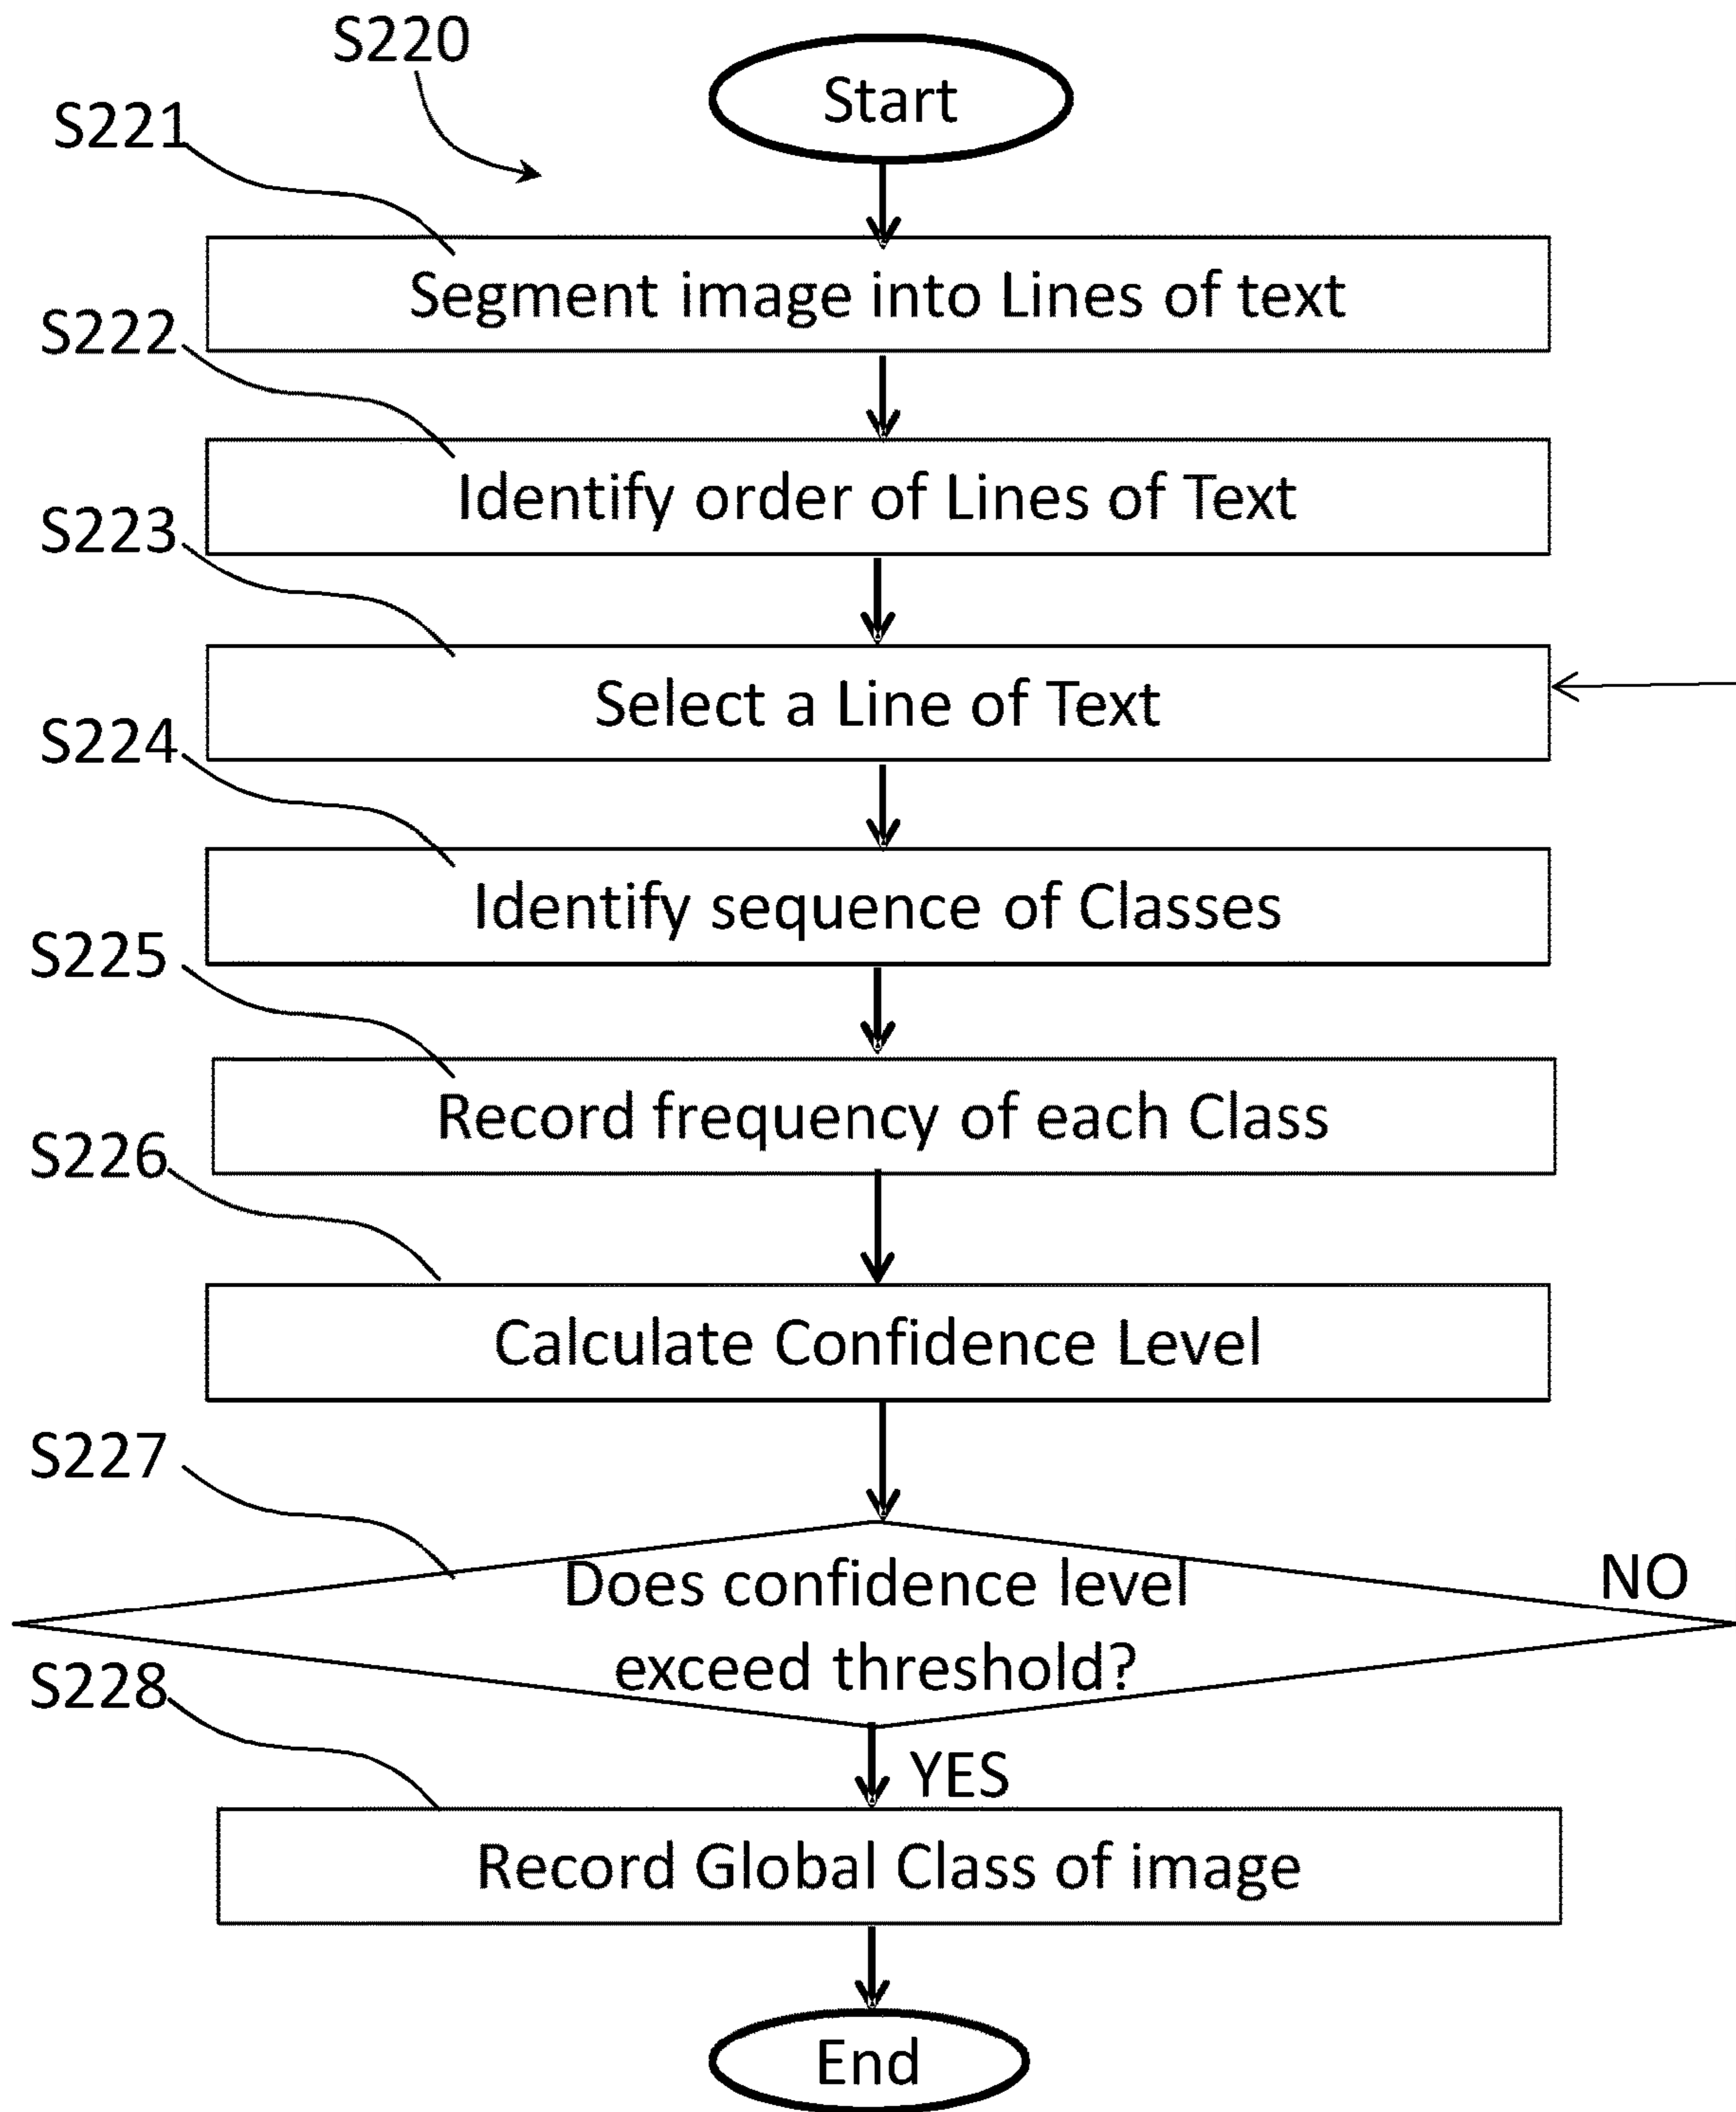 S220
Start
S221
Segment image into Lines of text
S222
Identify order of Lines of Text
S223
Select a Line of Text
S224
Identify sequence of Classes
S225
Record frequency of each Class
S226
Calculate Confidence Level
S227
Does confidence level
NO
exceed threshold?
S228
YES
Record Global Class of image
End